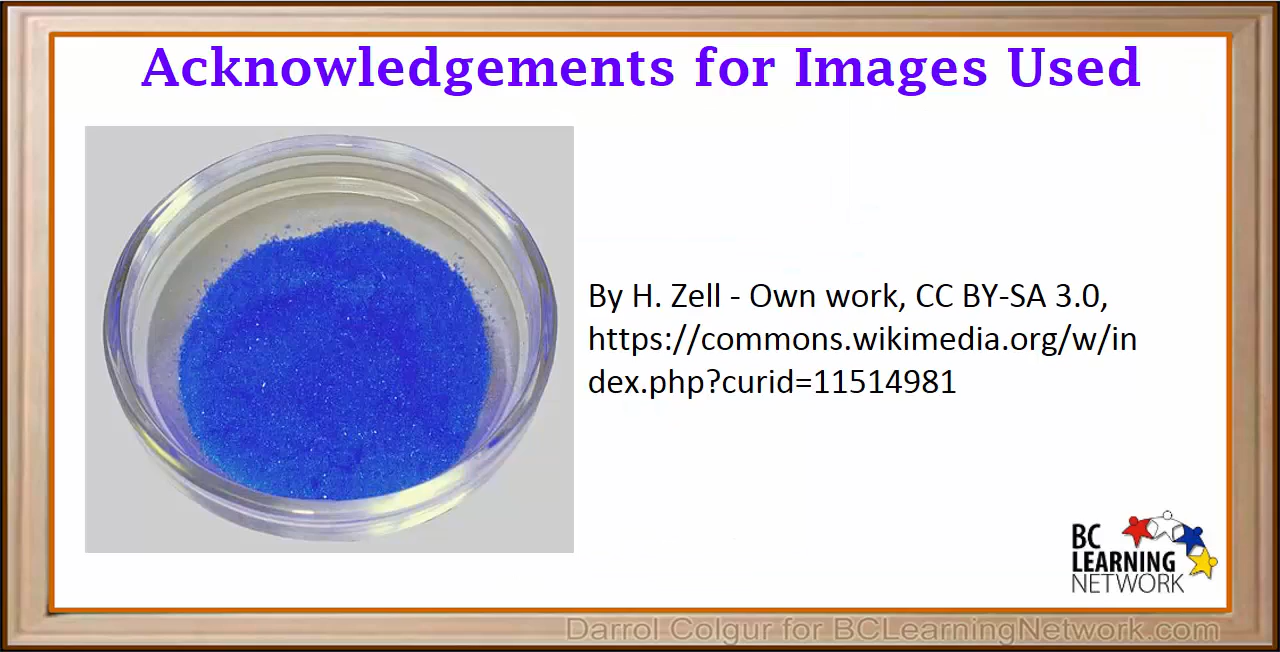 Acknowledgements for Images Used
By H. Zell - Own work, CC BY-SA 3.0,
https://commons.wikimedia.org/w/in
dex.php?curid=11514981
BC
LEARNING
NETWORK
Darrol Colgur for BCLearningNetwork.com